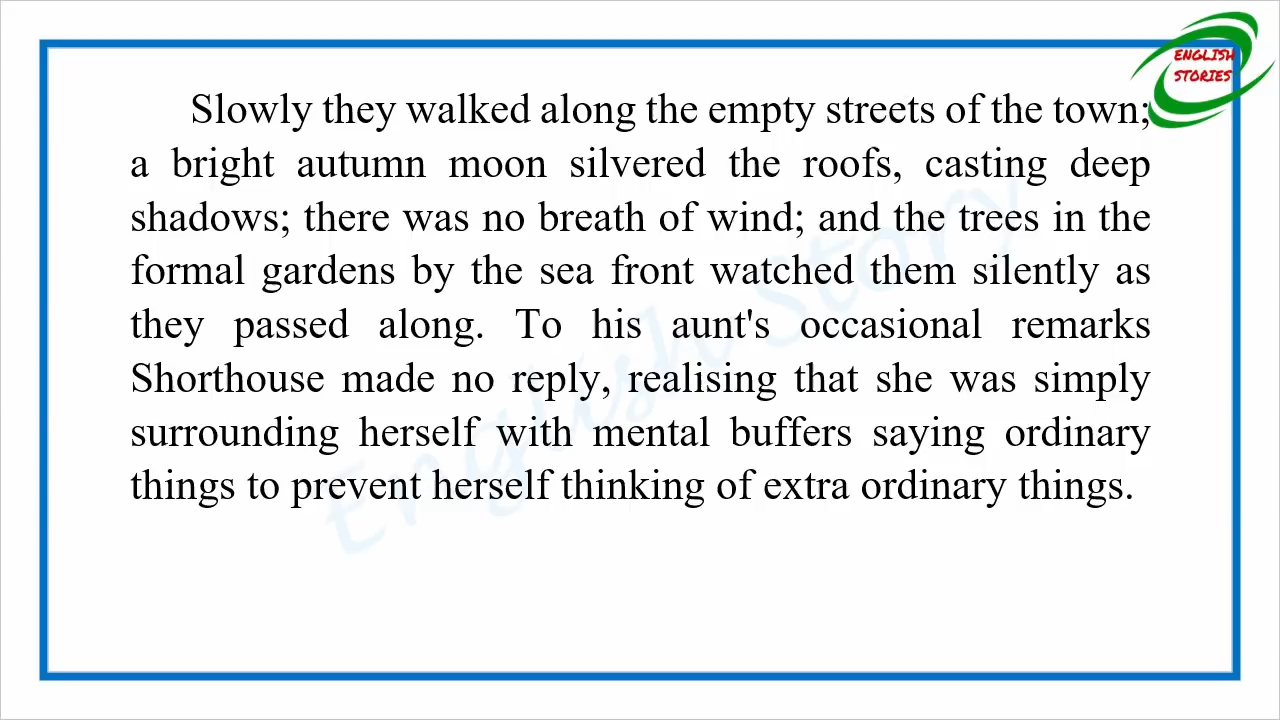 ENGLISH
STORIES
Slowly they walked along the empty streets of the town;
a bright autumn moon silvered the roofs, casting deep
shadows; there was no breath of wind; and the trees in the
formal gardens by the sea front watched them silently as
they passed along. To his aunt's occasional remarks
Shorthouse made no reply, realising that she was simply
surrounding herself with mental buffers saying ordinary
things to prevent herself thinking of extra ordinary things.
English Story